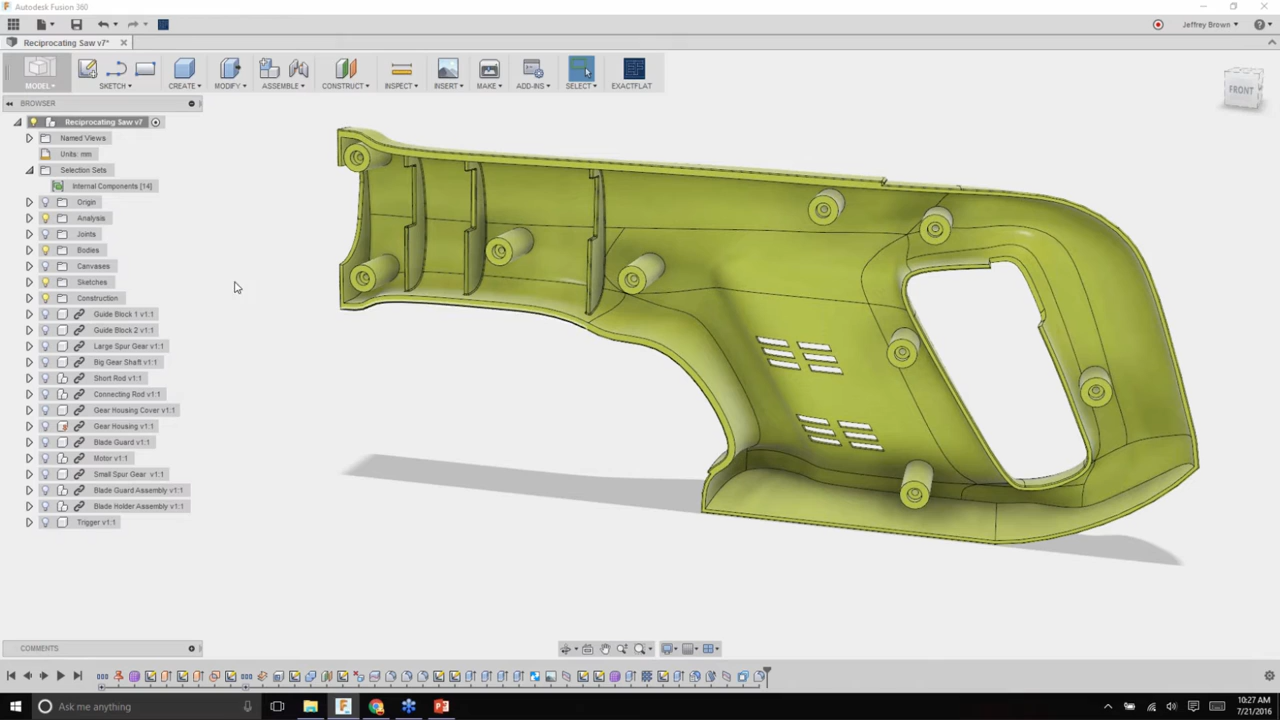 Autodesk Fusion 360
Jeffrey Brown
Reciprocating Saw v7*
MODEL
SKETCH
CREATE
MODIFY
ASSEMBLE
CONSTRUCT
INSPECT
INSERT
MAKE
ADD-INS
SELECT
EXACTFLAT
FRONT
BROWSER
Reciprocating Saw v7
Named Views
Units: mm
Selection Sets
Internal Components [14]
Origin
Analysis
Joints
Bodies
Canvases
Sketches
Construction
Guide Block 1 v1:1
Guide Block 2 v1:1
Large Spur Gear v1:1
Big Gear Shaft v1:1
Short Rod v1:1
Connecting Rod v1:1
Gear Housing Cover v1:1
Gear Housing v1:1
Blade Guard v1:1
Motor v1:1
Small Spur Gear v1:1
Blade Guard Assembly v1:1
Blade Holder Assembly v1:1
Trigger v1:1
COMMENTS
Ask me anything
10:27 AM
7/21/2016